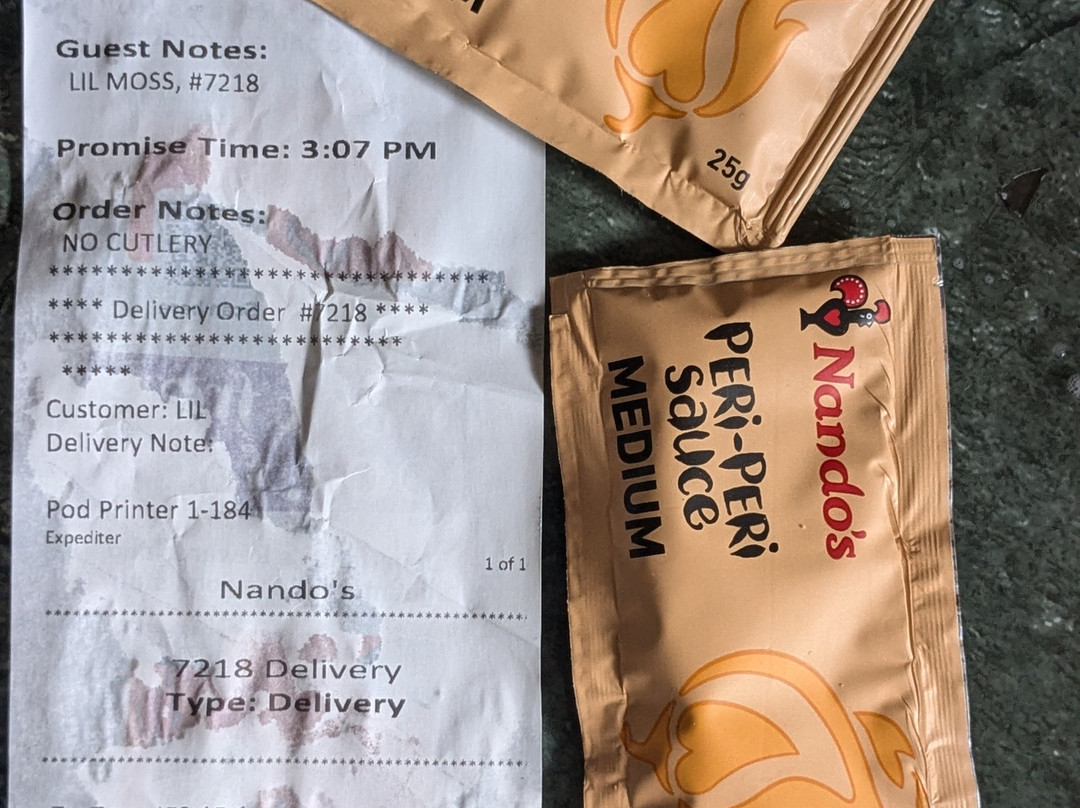 Guest Notes:
LIL MOSS, #7218
Promise Time: 3:07 PM
Order Notes:
NO CUTLERY
*******************************
**** Delivery Order #7218 ****
*************************
*****
Customer: LIL
Delivery Note:
Pod Printer 1-184
Expediter
1 of 1
Nando's
7218 Delivery
Type: Delivery
25g
Nando's
PERi-PERi
sauce
MEDIUM